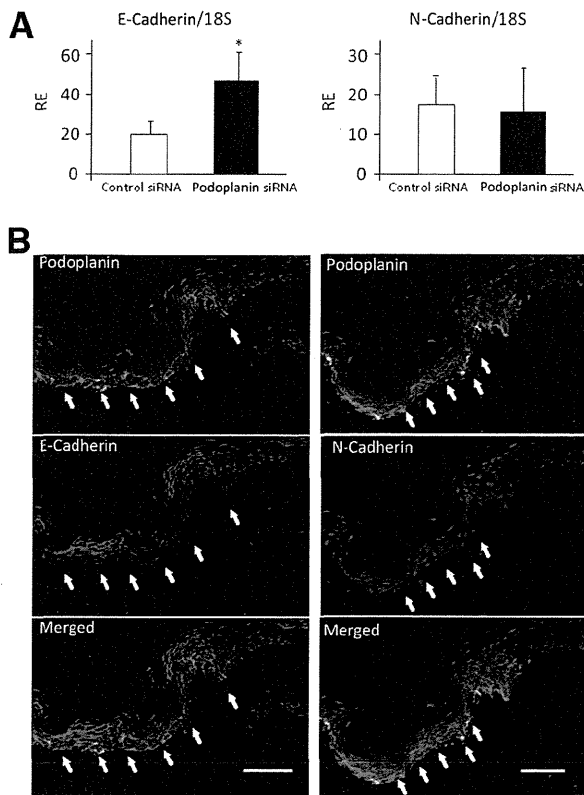 A
E-Cadherin/18S
RE
60
40
20
0
*
Control siRNA
Podoplanin siRNA
N-Cadherin/18S
RE
30
20
10
0
Control siRNA
Podoplanin siRNA
B
Podoplanin
Podoplanin
E-Cadherin
N-Cadherin
Merged
Merged